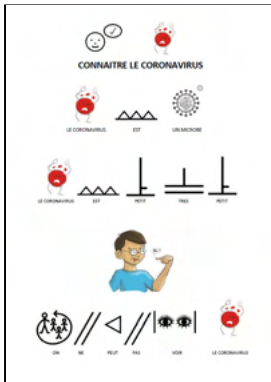 CONNAITRE LE CORONAVIRUS
LE CORONAVIRUS EST UN MICROBE
LE CORONAVIRUS EST PETIT TRES PETIT
ON NE PEUT PAS VOIR LE CORONAVIRUS